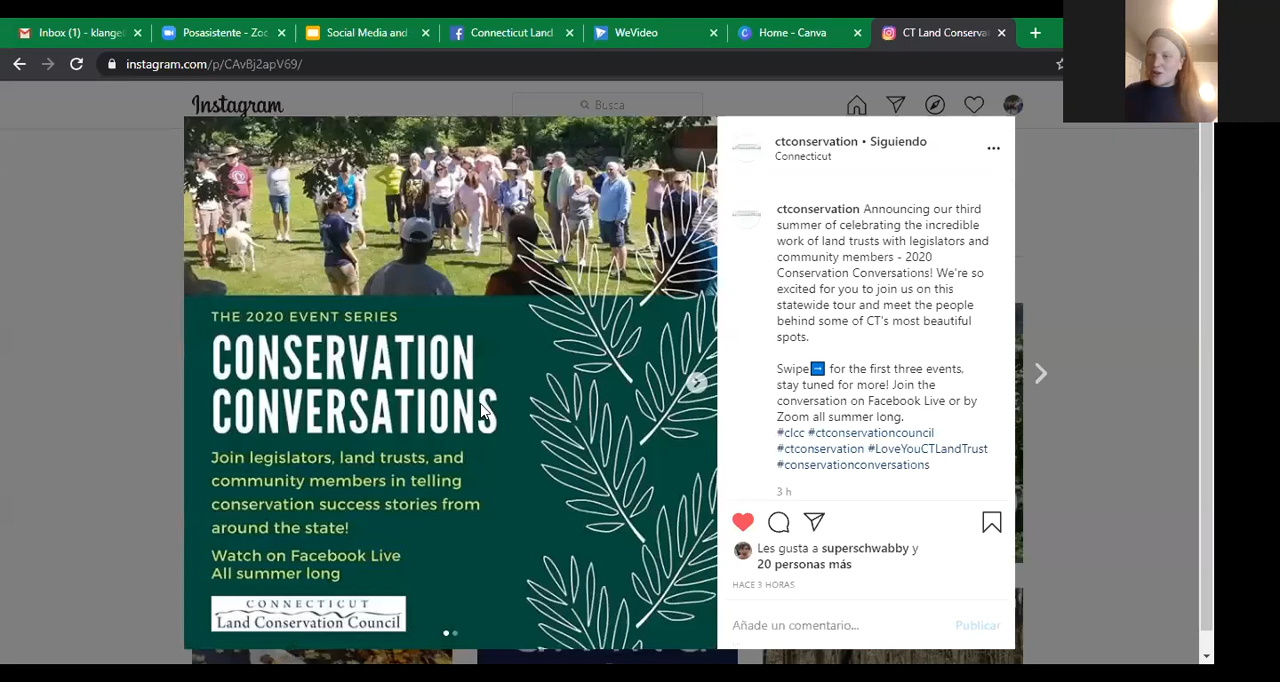 Inbox (1) - klange
Posasistente - Zoo
Social Media and
Connecticut Land
WeVideo
Home - Canva
CT Land Conserva
instagram.com/p/CAvBj2apV69/
Instagram
Busca
THE 2020 EVENT SERIES
CONSERVATION
CONVERSATIONS
Join legislators, land trusts, and
community members in telling
conservation success stories from
around the state!
Watch on Facebook Live
All summer long
CONNECTICUT
Land Conservation Council
ctconservation • Siguiendo
Connecticut
ctconservation Announcing our third
summer of celebrating the incredible
work of land trusts with legislators and
community members - 2020
Conservation Conversations! We're so
excited for you to join us on this
statewide tour and meet the people
behind some of CT's most beautiful
spots.
Swipe➡️ for the first three events,
stay tuned for more! Join the
conversation on Facebook Live or by
Zoom all summer long.
#clcc #ctconservationcouncil
#ctconservation #LoveYouCTLandTrust
#conservationconversations
3 h
Les gusta a superschwabby y
20 personas más
HACE 3 HORAS
Añade un comentario...
Publicar